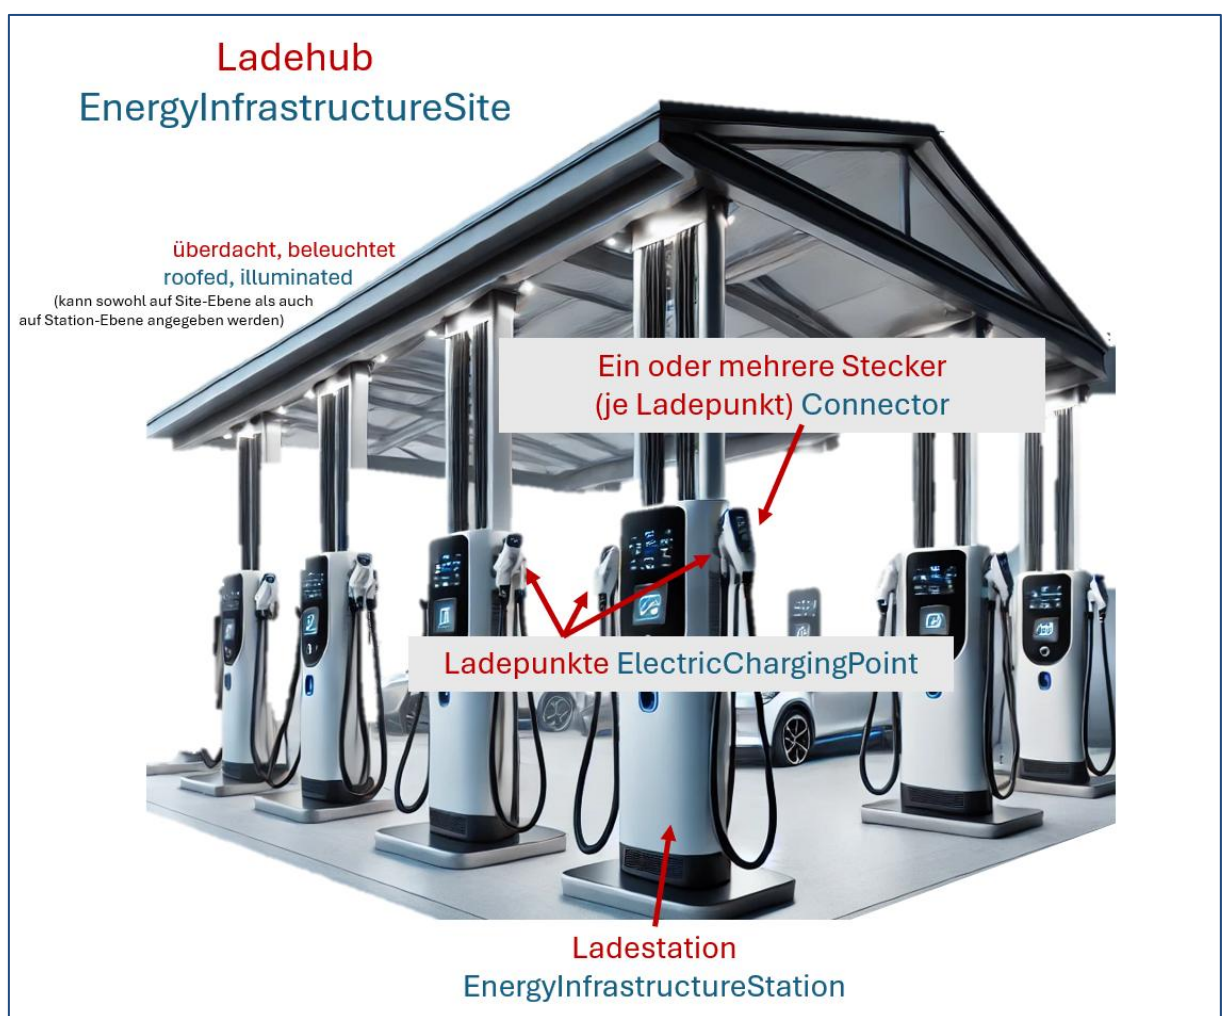 Ladehub
EnergyInfrastructureSite
überdacht, beleuchtet
roofed, illuminated
(kann sowohl auf Site-Ebene als auch
auf Station-Ebene angegeben werden)
Ein oder mehrere Stecker
(je Ladepunkt) Connector
Ladepunkte ElectricChargingPoint
Ladestation
EnergyInfrastructureStation